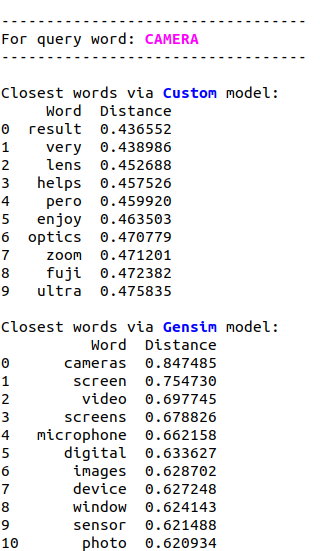 ----------------------------------
For query word: CAMERA
----------------------------------
Closest words via Custom model:
Word Distance
0 result 0.436552
1 very 0.438986
2 lens 0.452688
3 helps 0.457526
4 pero 0.459920
5 enjoy 0.463503
6 optics 0.470779
7 zoom 0.471201
8 fuji 0.472382
9 ultra 0.475835
Closest words via Gensim model:
Word Distance
0 cameras 0.847485
1 screen 0.754730
2 video 0.697745
3 screens 0.678826
4 microphone 0.662158
5 digital 0.633627
6 images 0.628702
7 device 0.627248
8 window 0.624143
9 sensor 0.621488
10 photo 0.620934